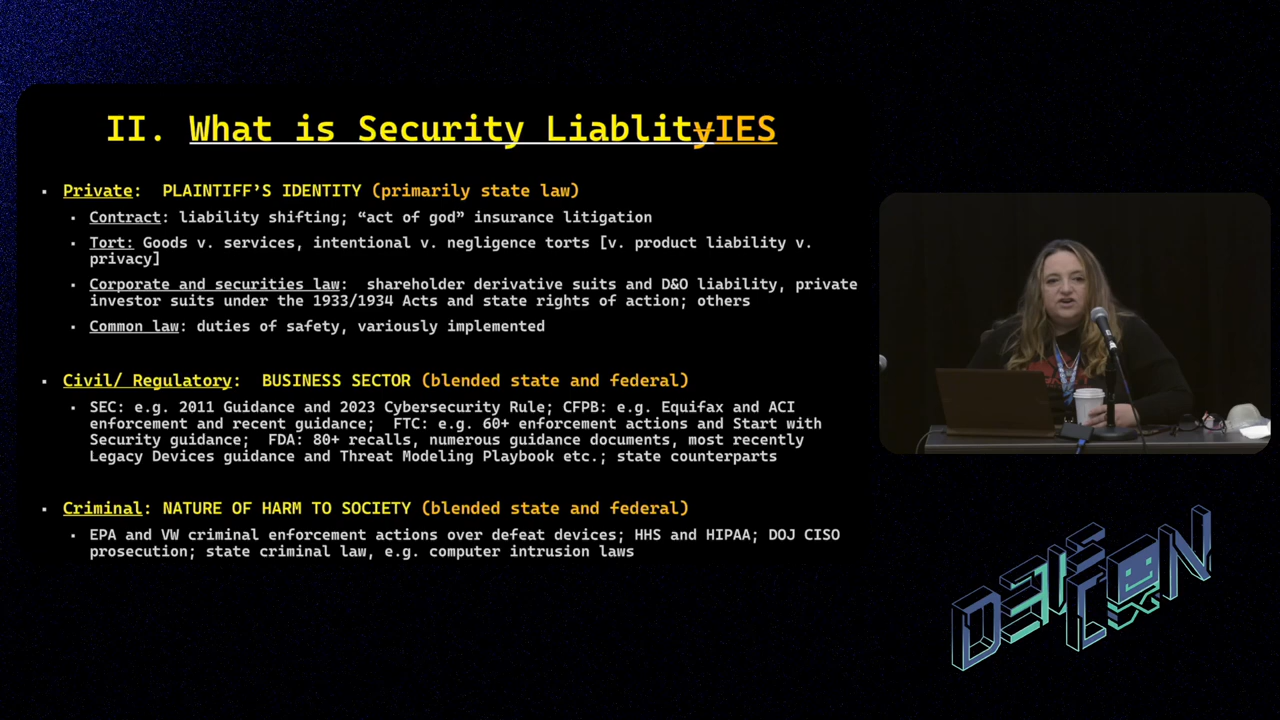 II. What is Security LiablityIES
Private: PLAINTIFF’S IDENTITY (primarily state law)
Contract: liability shifting; “act of god” insurance litigation
Tort: Goods v. services, intentional v. negligence torts [v. product liability v.
privacy]
Corporate and securities law: shareholder derivative suits and D&O liability, private
investor suits under the 1933/1934 Acts and state rights of action; others
Common law: duties of safety, variously implemented
Civil/ Regulatory: BUSINESS SECTOR (blended state and federal)
SEC: e.g. 2011 Guidance and 2023 Cybersecurity Rule; CFPB: e.g. Equifax and ACI
enforcement and recent guidance; FTC: e.g. 60+ enforcement actions and Start with
Security guidance; FDA: 80+ recalls, numerous guidance documents, most recently
Legacy Devices guidance and Threat Modeling Playbook etc.; state counterparts
Criminal: NATURE OF HARM TO SOCIETY (blended state and federal)
EPA and VW criminal enforcement actions over defeat devices; HHS and HIPAA; DOJ CISO
prosecution; state criminal law, e.g. computer intrusion laws
DEF
CON